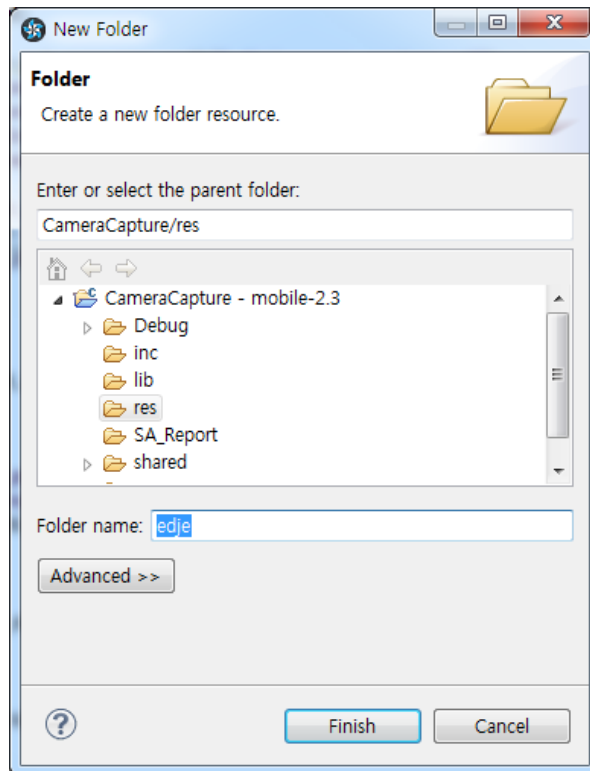 New Folder
Folder
Create a new folder resource.
Enter or select the parent folder:
CameraCapture/res
CameraCapture - mobile-2.3
Debug
inc
lib
res
SA_Report
shared
Folder name: edje
Advanced >>
Finish Cancel